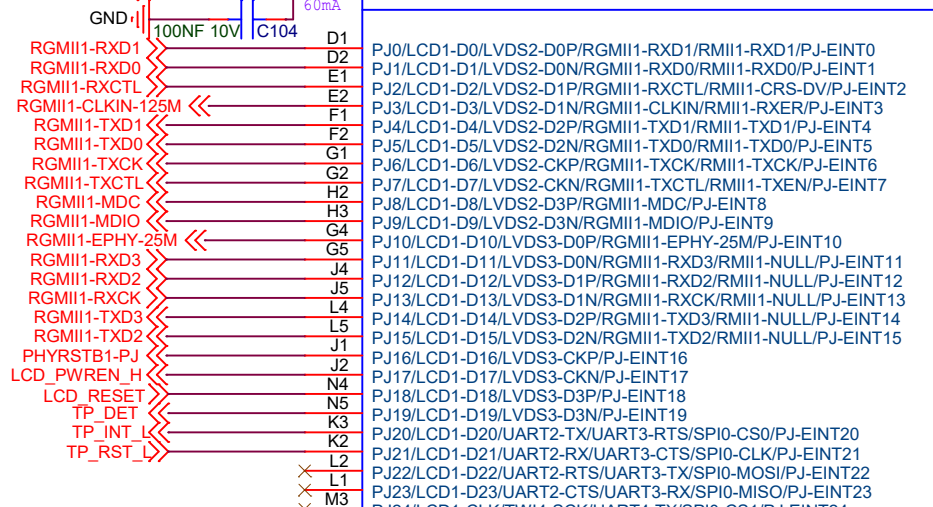 60mA
GND
100NF 10V C104
RGMII1-RXD1 D1 PJ0/LCD1-D0/LVDS2-D0P/RGMII1-RXD1/RMII1-RXD1/PJ-EINT0
RGMII1-RXD0 D2 PJ1/LCD1-D1/LVDS2-D0N/RGMII1-RXD0/RMII1-RXD0/PJ-EINT1
RGMII1-RXCTL E1 PJ2/LCD1-D2/LVDS2-D1P/RGMII1-RXCTL/RMII1-CRS-DV/PJ-EINT2
RGMII1-CLKIN-125M E2 PJ3/LCD1-D3/LVDS2-D1N/RGMII1-CLKIN/RMII1-RXER/PJ-EINT3
RGMII1-TXD1 F1 PJ4/LCD1-D4/LVDS2-D2P/RGMII1-TXD1/RMII1-TXD1/PJ-EINT4
RGMII1-TXD0 F2 PJ5/LCD1-D5/LVDS2-D2N/RGMII1-TXD0/RMII1-TXD0/PJ-EINT5
RGMII1-TXCK G1 PJ6/LCD1-D6/LVDS2-CKP/RGMII1-TXCK/RMII1-TXCK/PJ-EINT6
RGMII1-TXCTL G2 PJ7/LCD1-D7/LVDS2-CKN/RGMII1-TXCTL/RMII1-TXEN/PJ-EINT7
RGMII1-MDC H2 PJ8/LCD1-D8/LVDS2-D3P/RGMII1-MDC/PJ-EINT8
RGMII1-MDIO H3 PJ9/LCD1-D9/LVDS2-D3N/RGMII1-MDIO/PJ-EINT9
RGMII1-EPHY-25M G4 PJ10/LCD1-D10/LVDS3-D0P/RGMII1-EPHY-25M/PJ-EINT10
RGMII1-RXD3 G5 PJ11/LCD1-D11/LVDS3-D0N/RGMII1-RXD3/RMII1-NULL/PJ-EINT11
RGMII1-RXD2 J4 PJ12/LCD1-D12/LVDS3-D1P/RGMII1-RXD2/RMII1-NULL/PJ-EINT12
RGMII1-RXCK J5 PJ13/LCD1-D13/LVDS3-D1N/RGMII1-RXCK/RMII1-NULL/PJ-EINT13
RGMII1-TXD3 L4 PJ14/LCD1-D14/LVDS3-D2P/RGMII1-TXD3/RMII1-NULL/PJ-EINT14
RGMII1-TXD2 L5 PJ15/LCD1-D15/LVDS3-D2N/RGMII1-TXD2/RMII1-NULL/PJ-EINT15
PHYRSTB1-PJ J1 PJ16/LCD1-D16/LVDS3-CKP/PJ-EINT16
LCD_PWREN_H J2 PJ17/LCD1-D17/LVDS3-CKN/PJ-EINT17
LCD_RESET N4 PJ18/LCD1-D18/LVDS3-D3P/PJ-EINT18
TP_DET N5 PJ19/LCD1-D19/LVDS3-D3N/PJ-EINT19
TP_INT_L K3 PJ20/LCD1-D20/UART2-TX/UART3-RTS/SPI0-CS0/PJ-EINT20
TP_RST_L K2 PJ21/LCD1-D21/UART2-RX/UART3-CTS/SPI0-CLK/PJ-EINT21
L2 PJ22/LCD1-D22/UART2-RTS/UART3-TX/SPI0-MOSI/PJ-EINT22
L1 PJ23/LCD1-D23/UART2-CTS/UART3-RX/SPI0-MISO/PJ-EINT23
M3